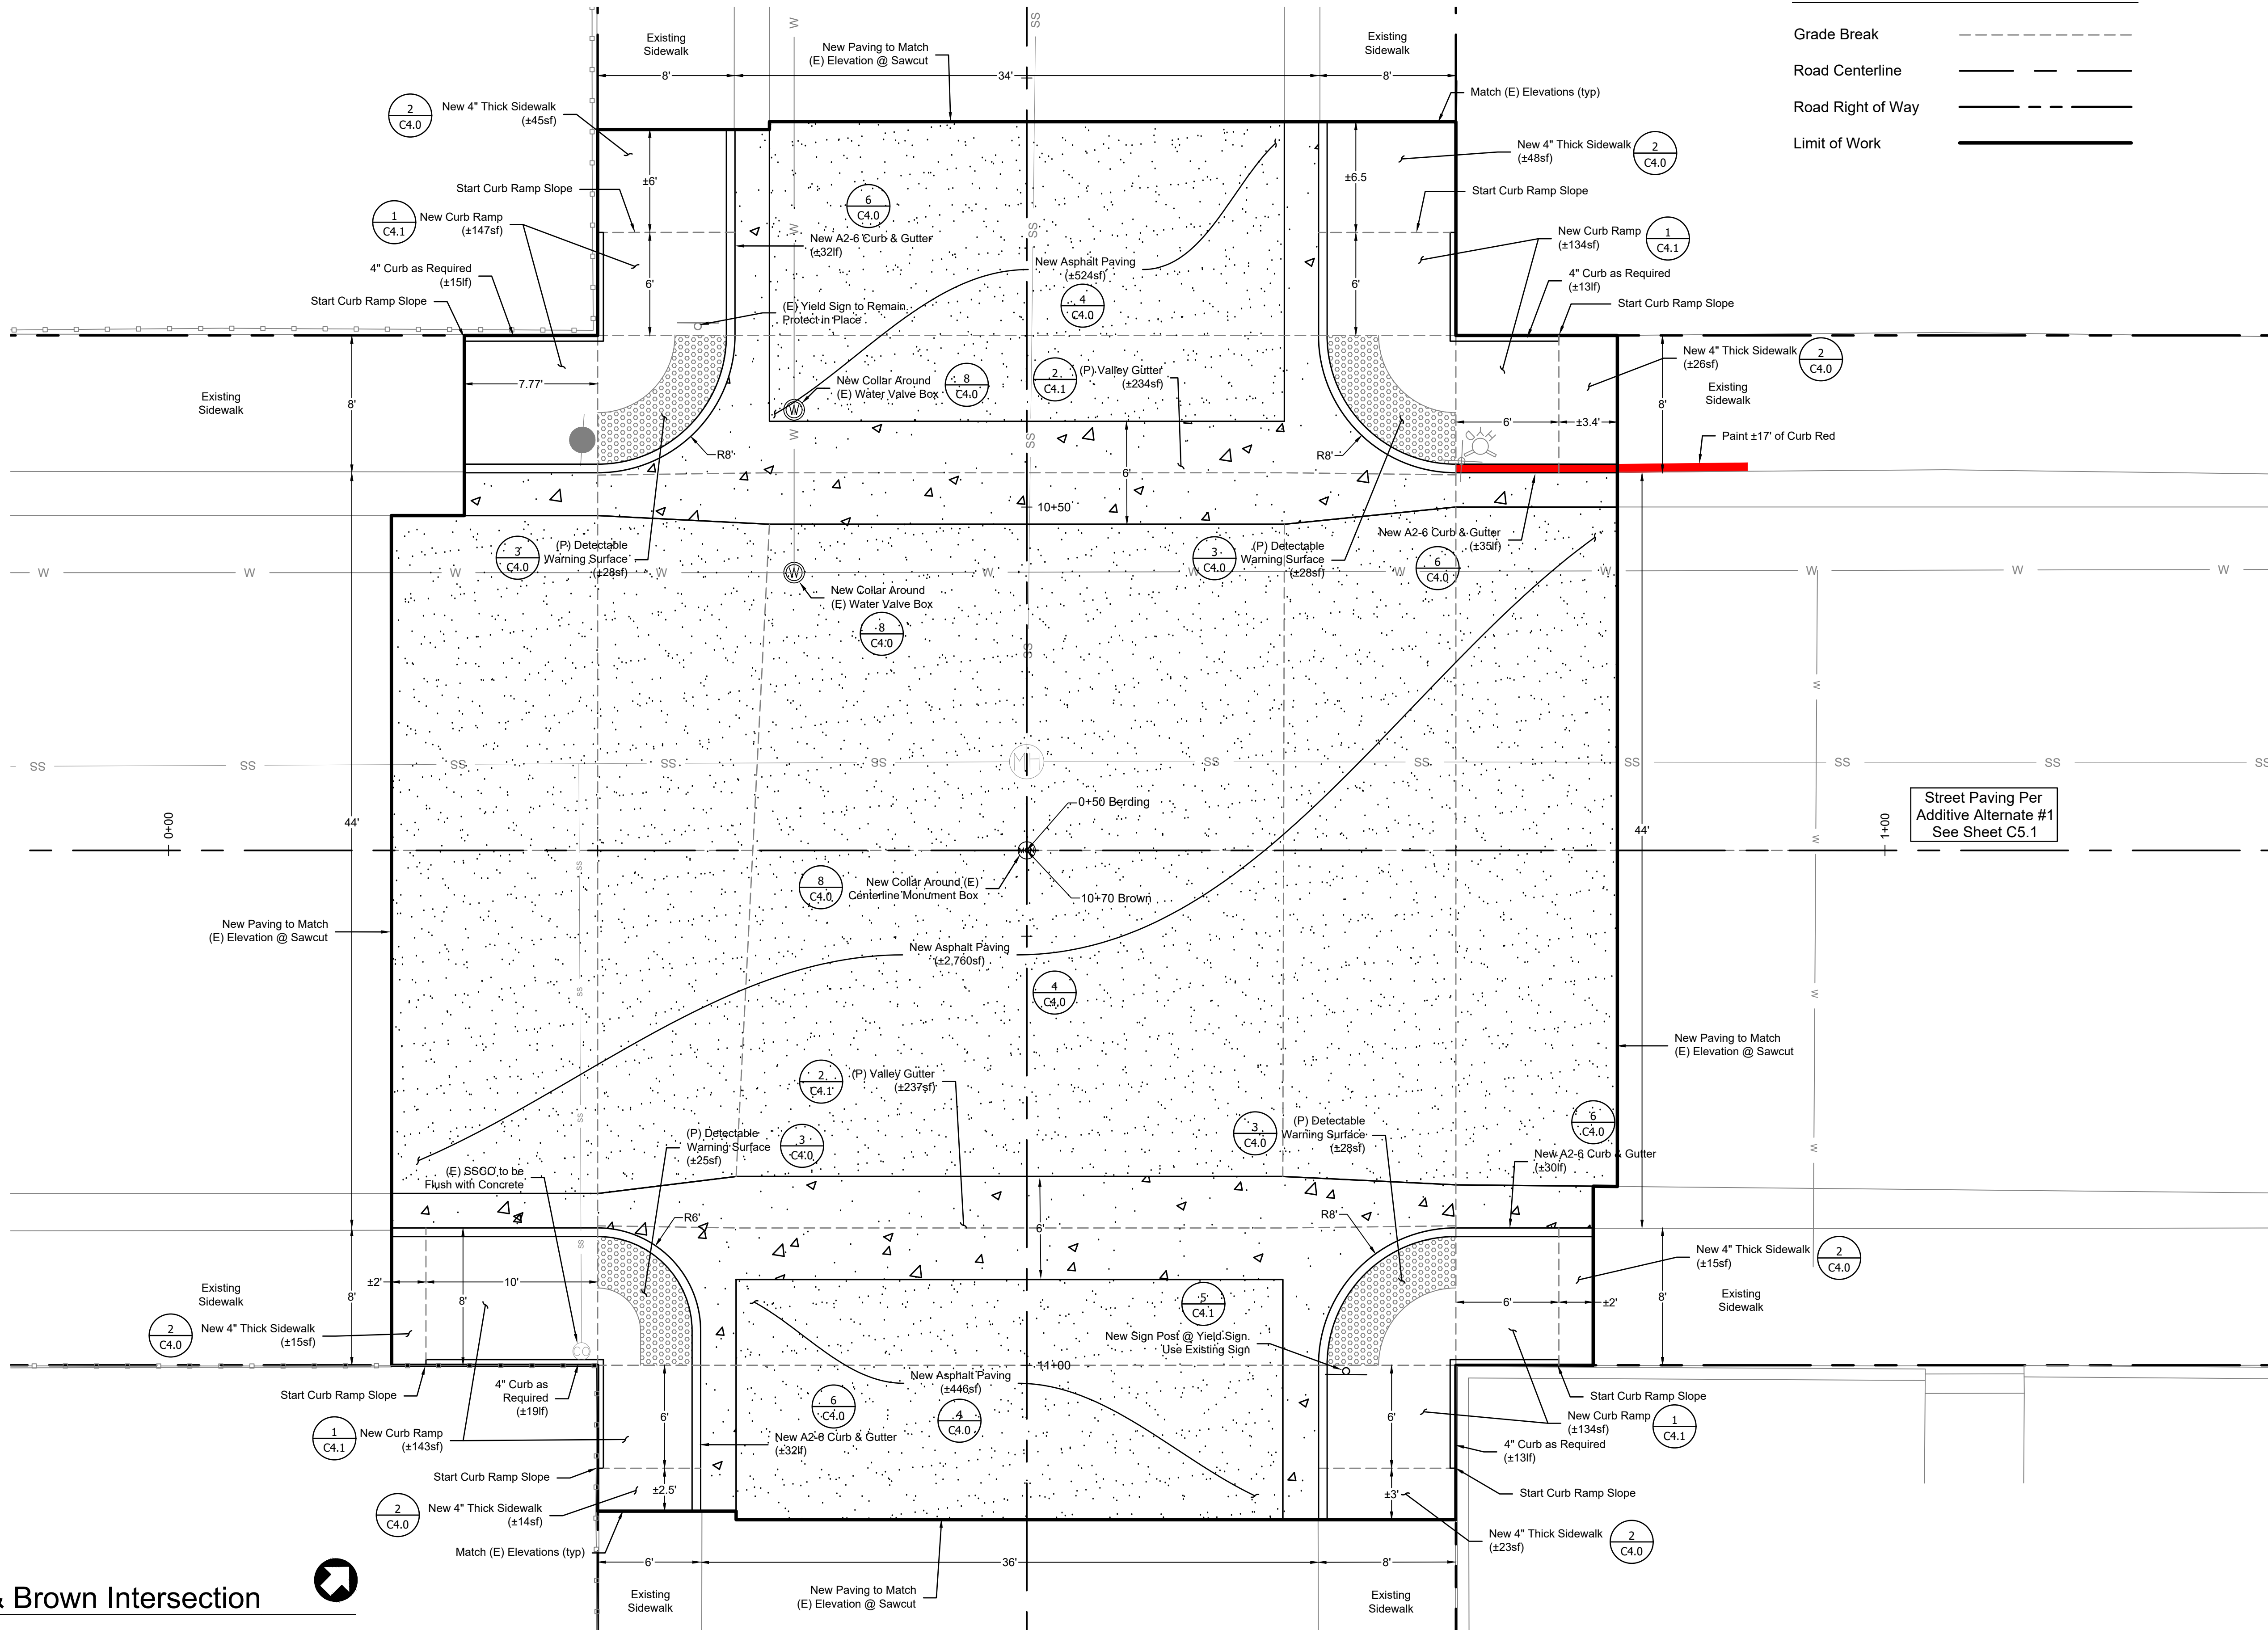 Grade Break
Road Centerline
Road Right of Way
Limit of Work
Existing
Sidewalk
8'
New Paving to Match
(E) Elevation @ Sawcut
34'
Existing
Sidewalk
8'
Match (E) Elevations (typ)
2
C4.0
New 4" Thick Sidewalk
(±45sf)
±6'
Start Curb Ramp Slope
1
C4.1
New Curb Ramp
(±147sf)
4" Curb as Required
(±15lf)
Start Curb Ramp Slope
6'
6
C4.0
New A2-6 Curb & Gutter
(±32lf)
(E) Yield Sign to Remain.
Protect in Place
New Asphalt Paving
(±524sf)
4
C4.0
±6.5
New 4" Thick Sidewalk
(±48sf)
2
C4.0
Start Curb Ramp Slope
New Curb Ramp
(±134sf)
1
C4.1
4" Curb as Required
(±13lf)
Start Curb Ramp Slope
6'
New 4" Thick Sidewalk
(±26sf)
2
C4.0
Existing
Sidewalk
8'
7.77'
Existing
Sidewalk
8'
New Collar Around
(E) Water Valve Box
8
C4.0
2
C4.1
(P) Valley Gutter
(±234sf)
R8'
6'
R8'
6'
±3.4'
Paint ±17' of Curb Red
10+50
3
C4.0
(P) Detectable
Warning Surface
(±28sf)
3
C4.0
(P) Detectable
Warning Surface
(±28sf)
New A2-6 Curb & Gutter
(±35lf)
6
C4.0
W
W
W
W
W
W
W
W
W
W
W
New Collar Around
(E) Water Valve Box
8
C4.0
SS
SS
SS
SS
SS
MH
SS
SS
SS
SS
SS
SS
0+00
44'
0+50 Berding
8
C4.0
New Collar Around (E)
Centerline Monument Box
10+70 Brown
44'
1+00
Street Paving Per
Additive Alternate #1
See Sheet C5.1
New Paving to Match
(E) Elevation @ Sawcut
New Asphalt Paving
(±2,760sf)
4
C4.0
New Paving to Match
(E) Elevation @ Sawcut
2
C4.1
(P) Valley Gutter
(±237sf)
(P) Detectable
Warning Surface
(±25sf)
3
C4.0
3
C4.0
(P) Detectable
Warning Surface
(±28sf)
6
C4.0
New A2-6 Curb & Gutter
(±30lf)
(E) SSCO to be
Flush with Concrete
R6'
6'
R8'
New 4" Thick Sidewalk
(±15sf)
2
C4.0
Existing
Sidewalk
±2'
10'
8'
8'
2
C4.0
New 4" Thick Sidewalk
(±15sf)
CO
5
C4.1
New Sign Post @ Yield Sign.
Use Existing Sign
11+00
6'
±2'
8'
Existing
Sidewalk
Start Curb Ramp Slope
4" Curb as
Required
(±19lf)
1
C4.1
New Curb Ramp
(±143sf)
Start Curb Ramp Slope
6'
6
C4.0
New A2-6 Curb & Gutter
(±32lf)
New Asphalt Paving
(±446sf)
4
C4.0
6'
Start Curb Ramp Slope
New Curb Ramp
(±134sf)
1
C4.1
4" Curb as Required
(±13lf)
Start Curb Ramp Slope
2
C4.0
New 4" Thick Sidewalk
(±14sf)
±2.5'
±3'
New 4" Thick Sidewalk
(±23sf)
2
C4.0
Match (E) Elevations (typ)
6'
36'
8'
Existing
Sidewalk
New Paving to Match
(E) Elevation @ Sawcut
Existing
Sidewalk
& Brown Intersection